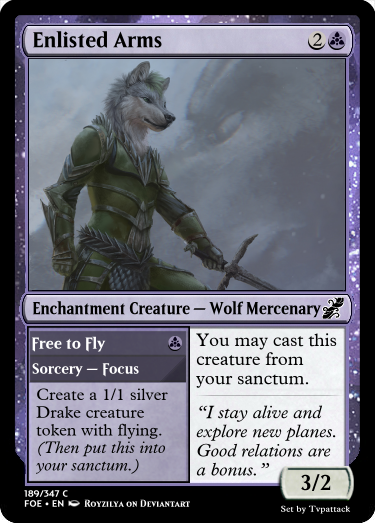 Enlisted Arms
2
Enchantment Creature — Wolf Mercenary
Free to Fly
Sorcery — Focus
Create a 1/1 silver
Drake creature
token with flying.
(Then put this into
your sanctum.)
You may cast this
creature from
your sanctum.
“I stay alive and
explore new planes.
Good relations are
a bonus.”
3/2
189/347 C
FOE • EN Royzilya on Deviantart
Set by Tvpattack